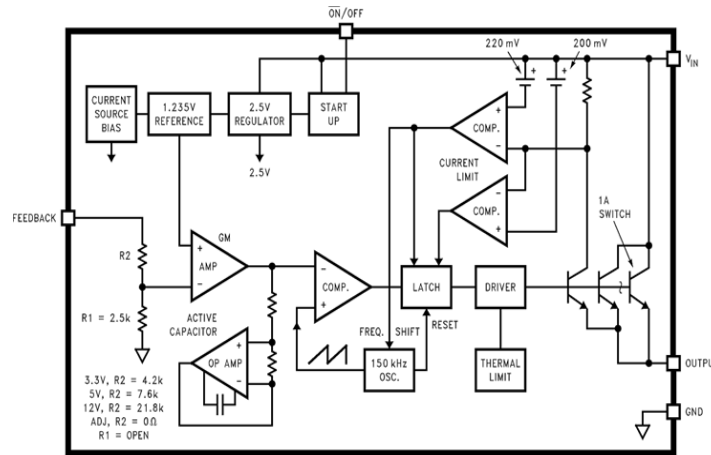 ON/OFF
220 mV
200 mV
VIN
CURRENT
SOURCE
BIAS
1.235V
REFERENCE
2.5V
REGULATOR
START
UP
2.5V
+
+
+
COMP.
−
CURRENT
LIMIT
−
COMP.
+
1A
SWITCH
FEEDBACK
R2
R1 = 2.5k
GM
+
AMP
−
−
COMP.
+
LATCH
DRIVER
ACTIVE
CAPACITOR
+
OP AMP
−
FREQ. SHIFT
RESET
150 kHz
OSC.
THERMAL
LIMIT
OUTPUT
GND
3.3V, R2 = 4.2k
5V, R2 = 7.6k
12V, R2 = 21.8k
ADJ, R2 = 0Ω
R1 = OPEN